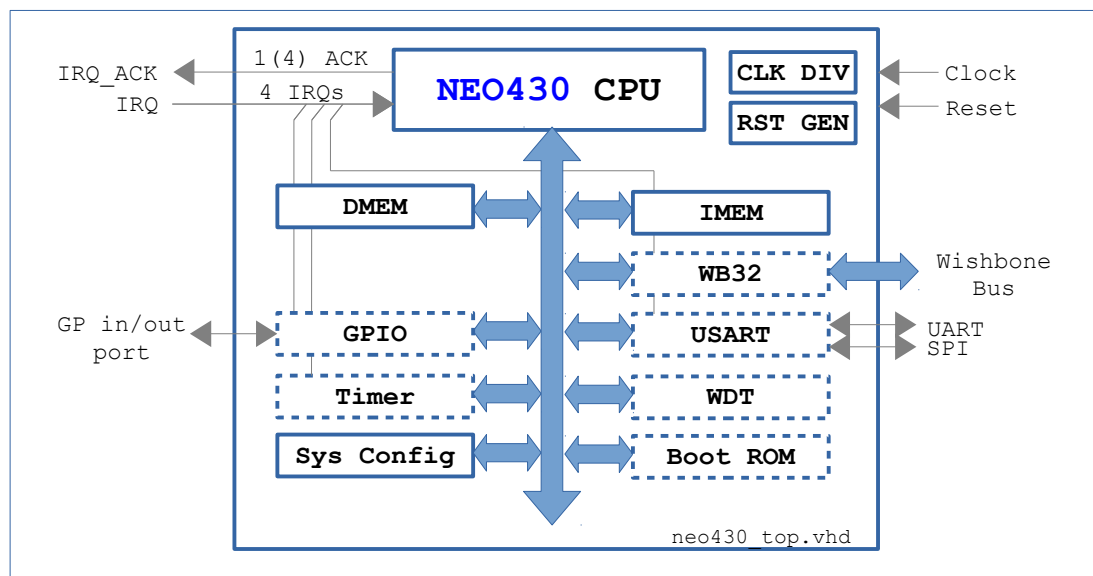 1(4) ACK
IRQ_ACK
NEO430 CPU
CLK DIV
Clock
4 IRQs
IRQ
RST GEN
Reset
DMEM
IMEM
WB32
Wishbone
Bus
GP in/out
port
GPIO
USART
UART
SPI
Timer
WDT
Sys Config
Boot ROM
neo430_top.vhd